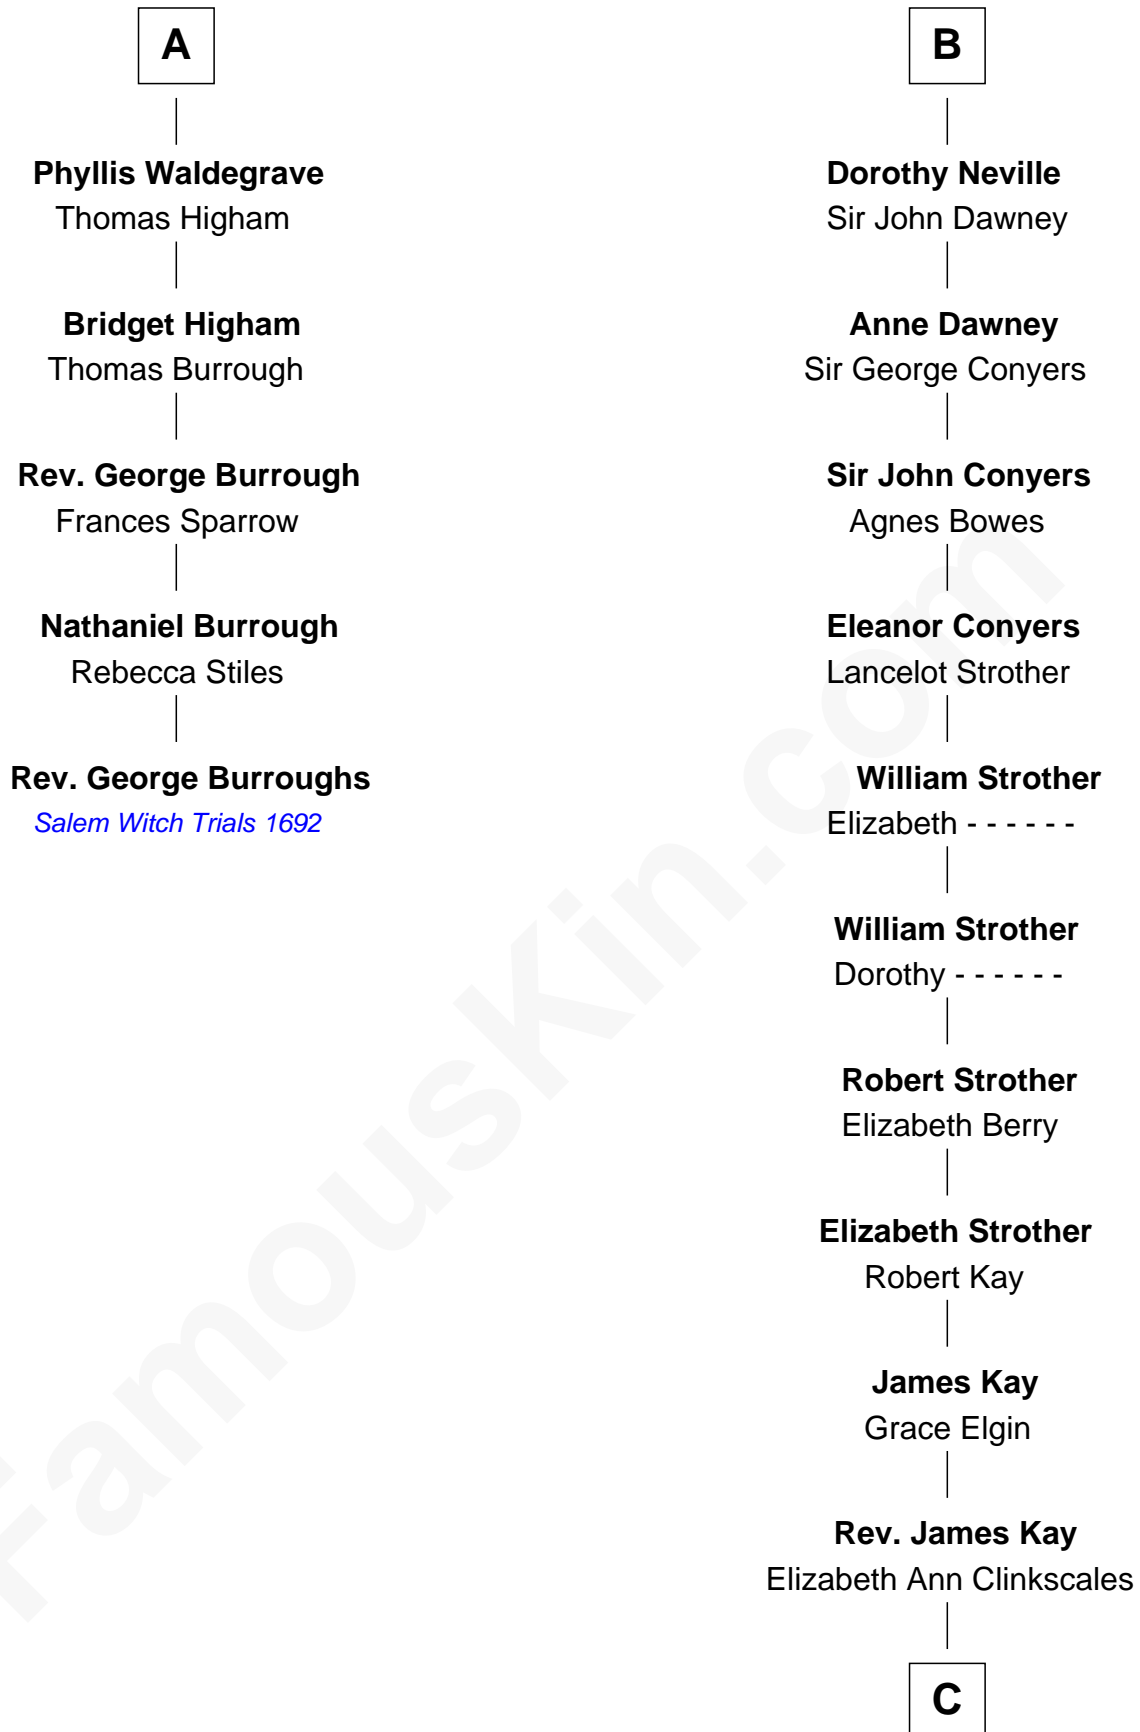 A
Phyllis Waldegrave
Thomas Higham
Bridget Higham
Thomas Burrough
Rev. George Burrough
Frances Sparrow
Nathaniel Burrough
Rebecca Stiles
Rev. George Burroughs
Salem Witch Trials 1692
B
Dorothy Neville
Sir John Dawney
Anne Dawney
Sir George Conyers
Sir John Conyers
Agnes Bowes
Eleanor Conyers
Lancelot Strother
William Strother
Elizabeth - - - - - -
William Strother
Dorothy - - - - - -
Robert Strother
Elizabeth Berry
Elizabeth Strother
Robert Kay
James Kay
Grace Elgin
Rev. James Kay
Elizabeth Ann Clinkscales
C
FamousKin.com